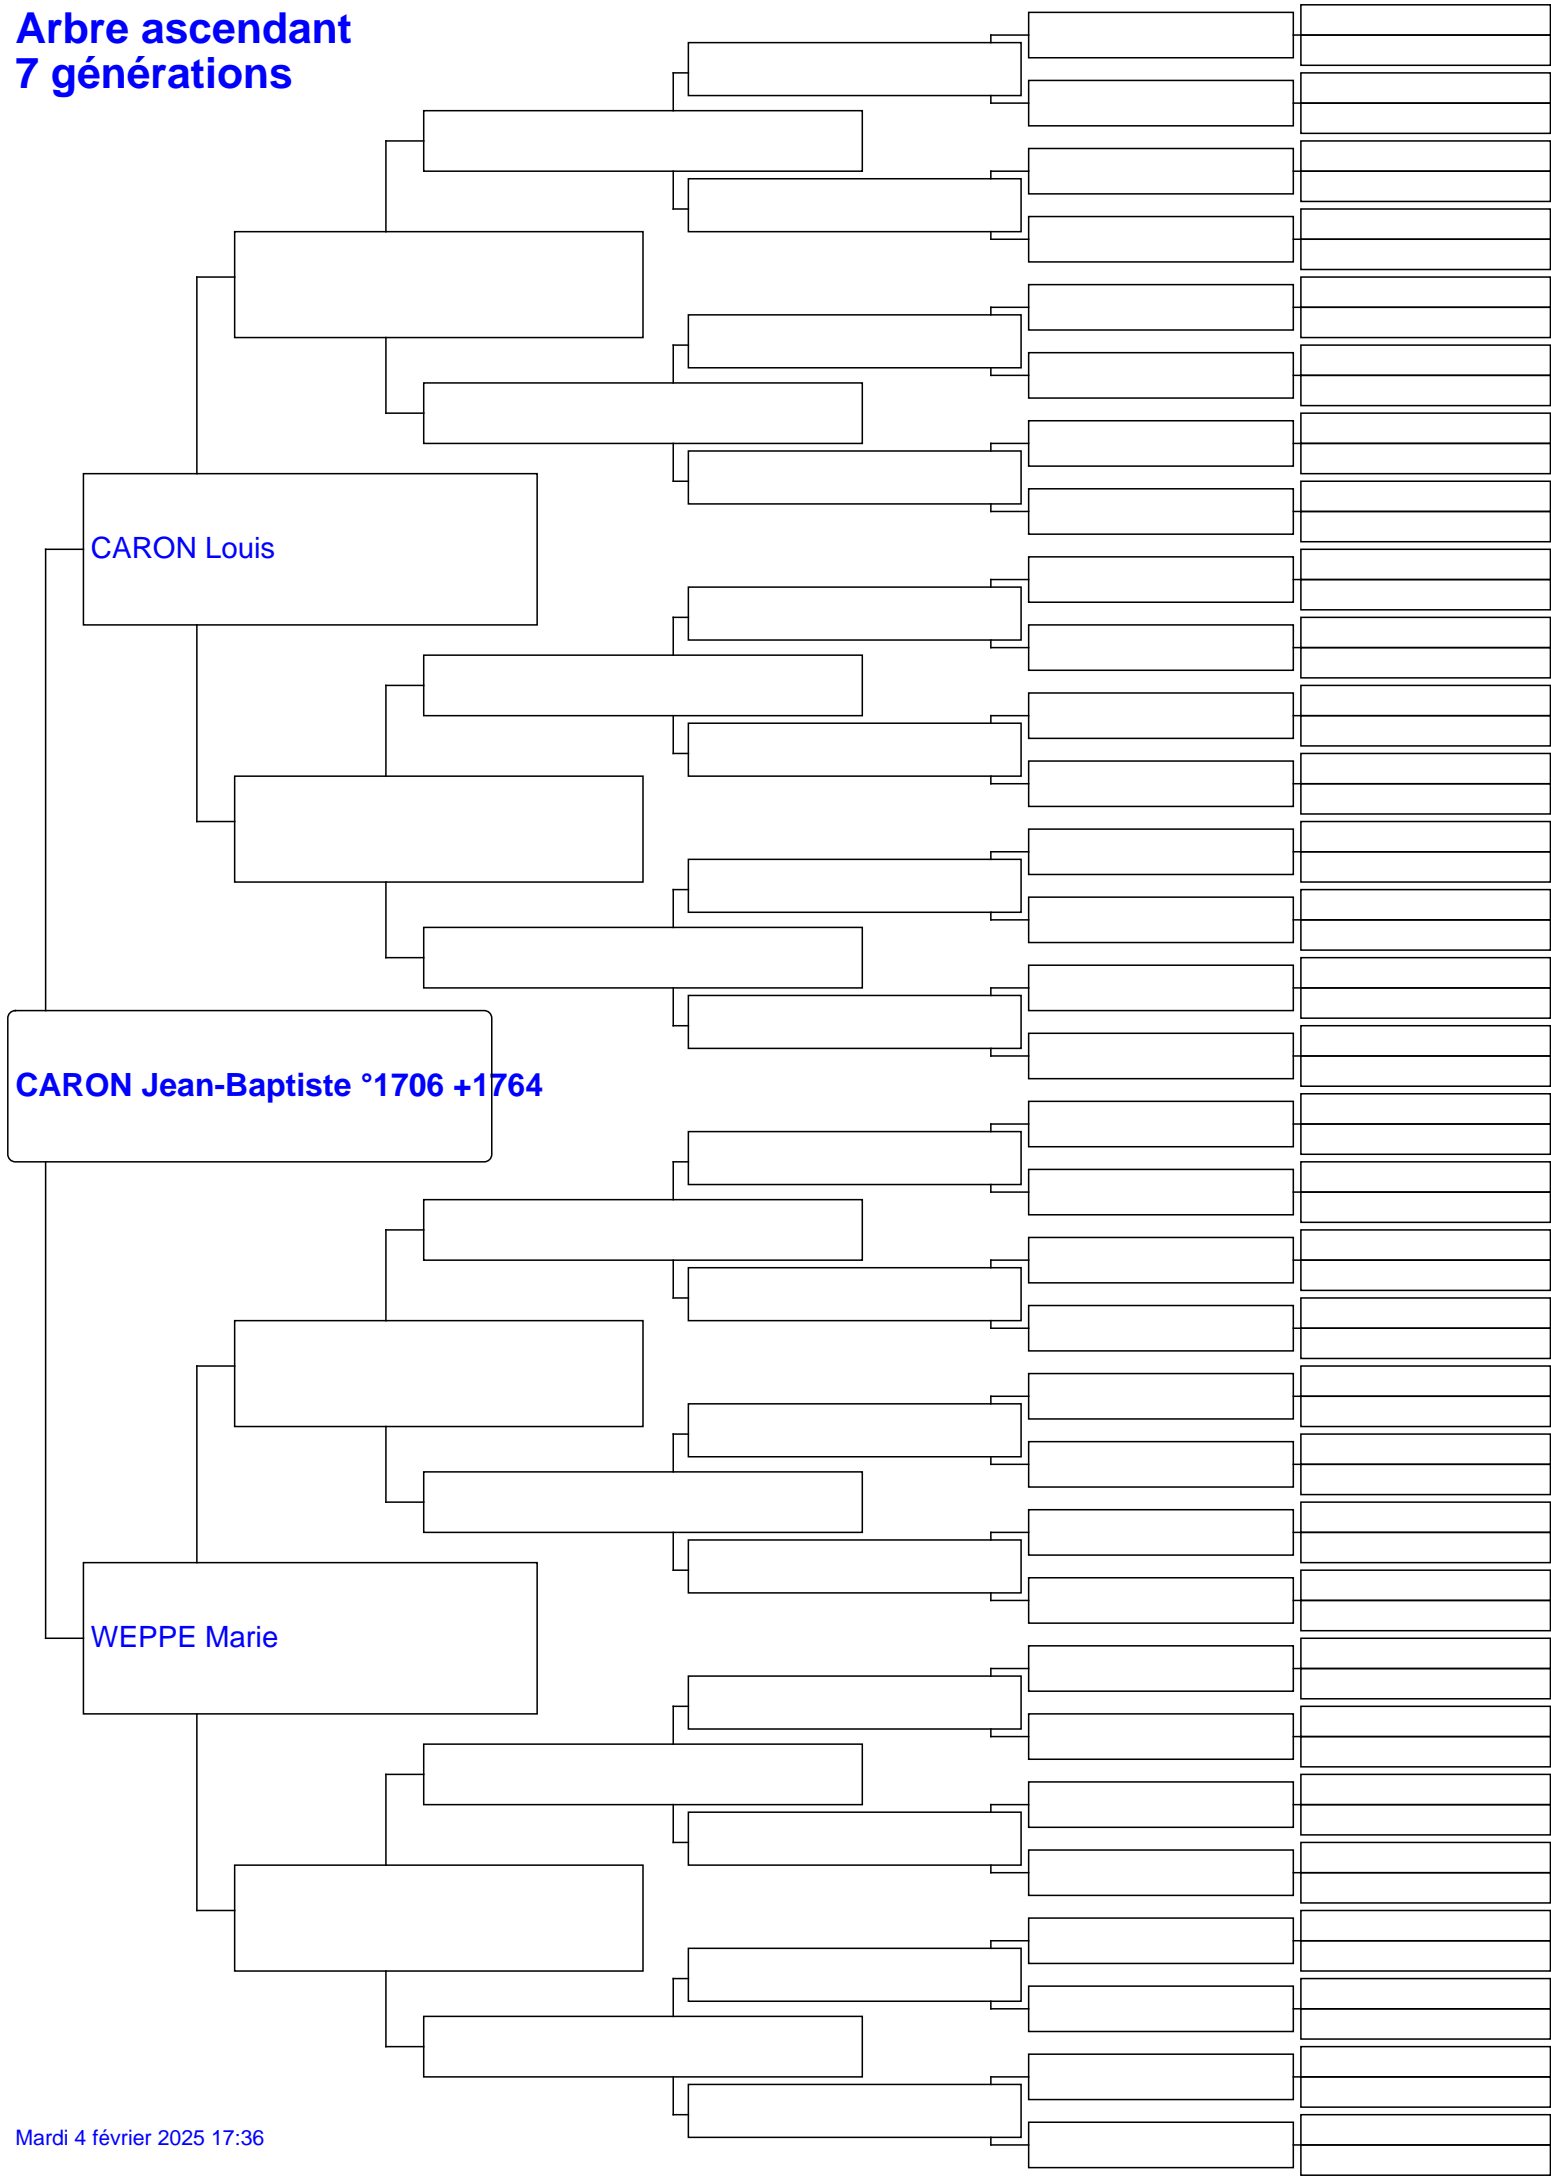 Arbre ascendant
7 générations
CARON Louis
CARON Jean-Baptiste °1706 +1764
WEPPE Marie
Mardi 4 février 2025 17:36